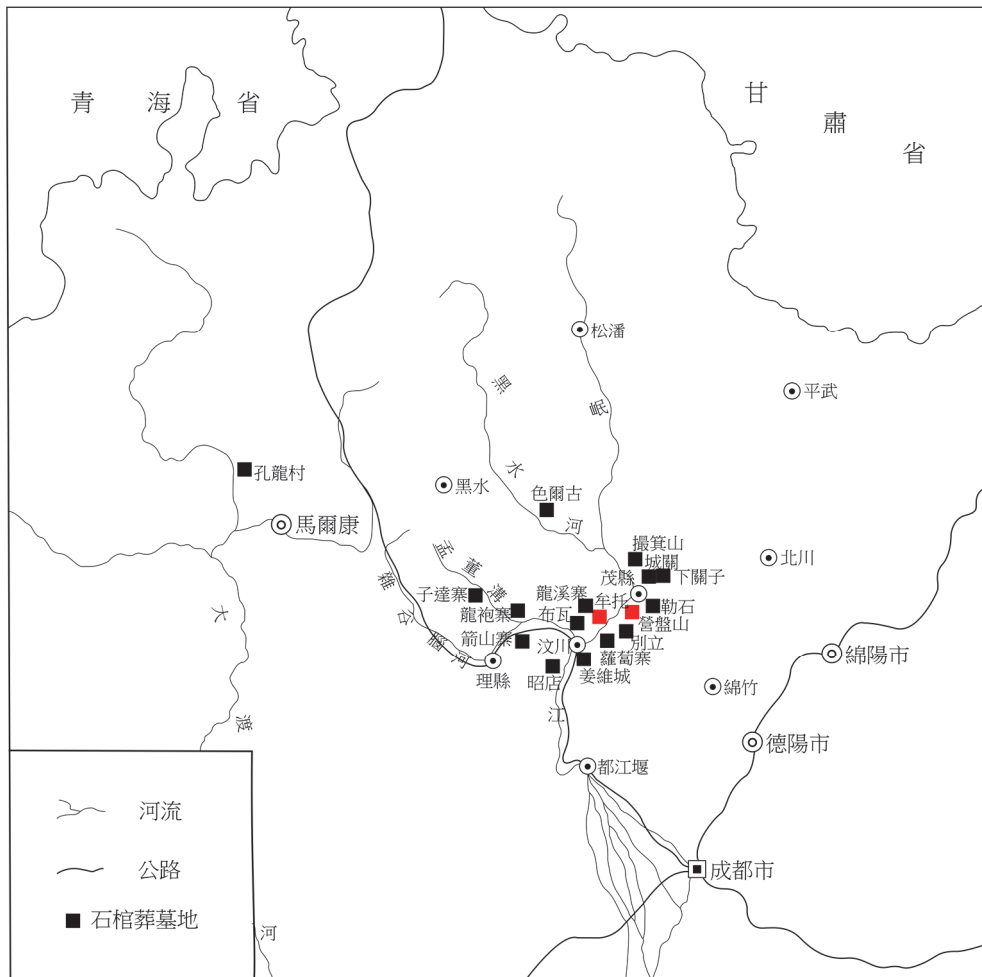 青海省
甘肅省
松潘
平武
黑水河
岷江
孔龍村
黑水
色爾古
馬爾康
撮箕山
城關
茂縣
下關子
北川
孟董溝
子達寨
龍溪寨
牟托
勒石
龍袍寨
布瓦
營盤山
雜谷腦河
箭山寨
汶川
別立
蘿蔔寨
理縣
昭店
姜維城
綿陽市
綿竹
大渡河
德陽市
都江堰
成都市
河流
公路
石棺葬墓地